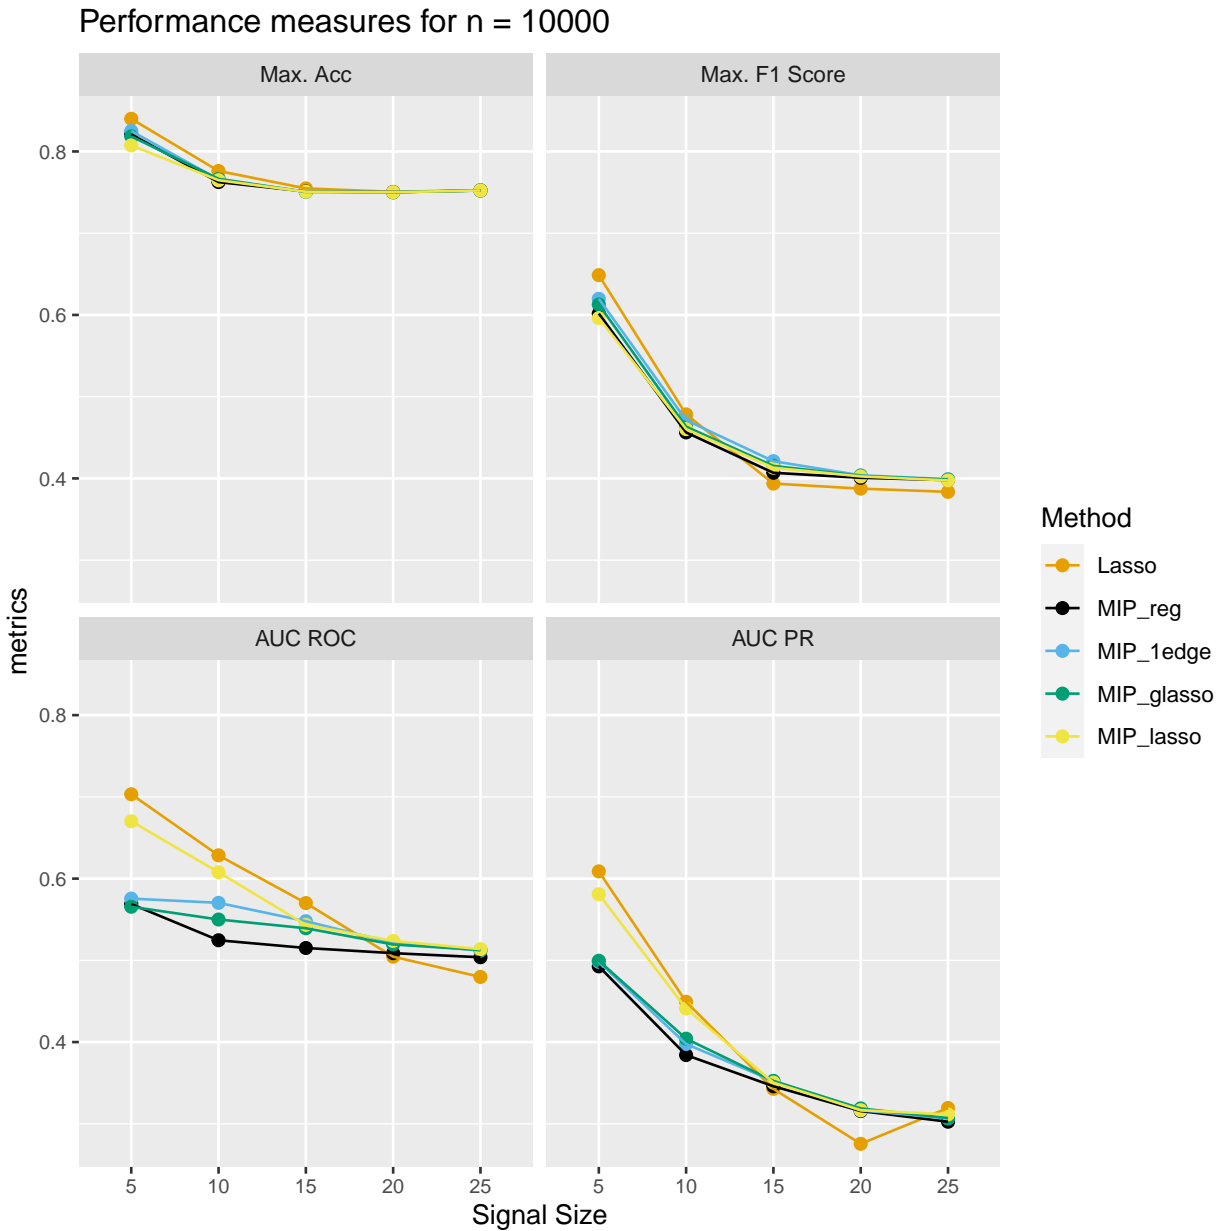 Performance measures for n = 10000
Max. Acc
Max. F1 Score
0.8
0.6
0.4
AUC ROC
AUC PR
0.8
0.6
0.4
metrics
5 10 15 20 25
5 10 15 20 25
Signal Size
Method
Lasso
MIP_reg
MIP_1edge
MIP_glasso
MIP_lasso